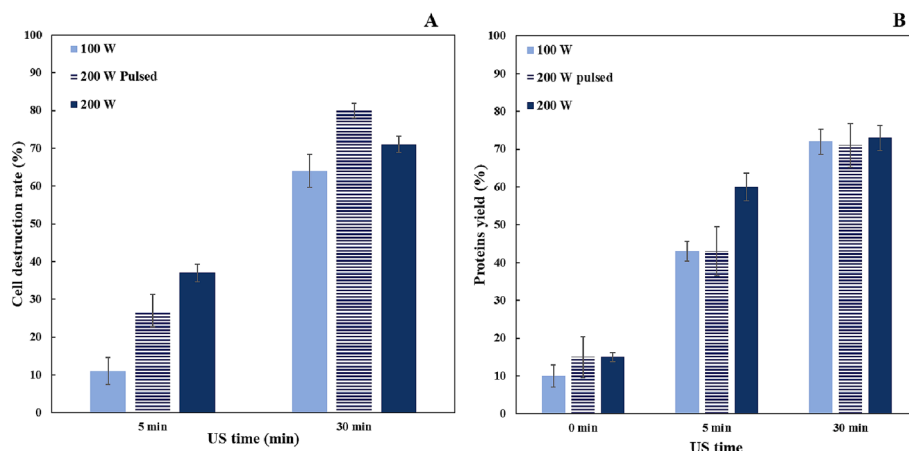 A
100 W
200 W Pulsed
200 W
Cell destruction rate (%)
100
90
80
70
60
50
40
30
20
10
0
5 min
30 min
US time (min)
B
100 W
200 W pulsed
200 W
Proteins yield (%)
100
90
80
70
60
50
40
30
20
10
0
0 min
5 min
30 min
US time